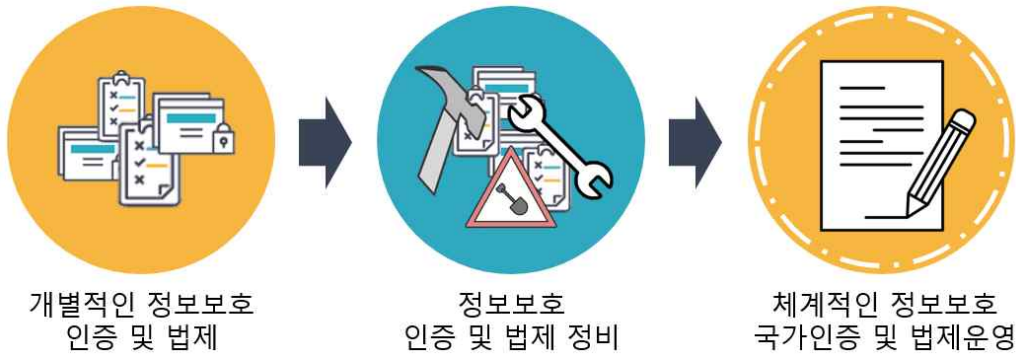 개별적인 정보보호
인증 및 법제
정보보호
인증 및 법제 정비
체계적인 정보보호
국가인증 및 법제운영